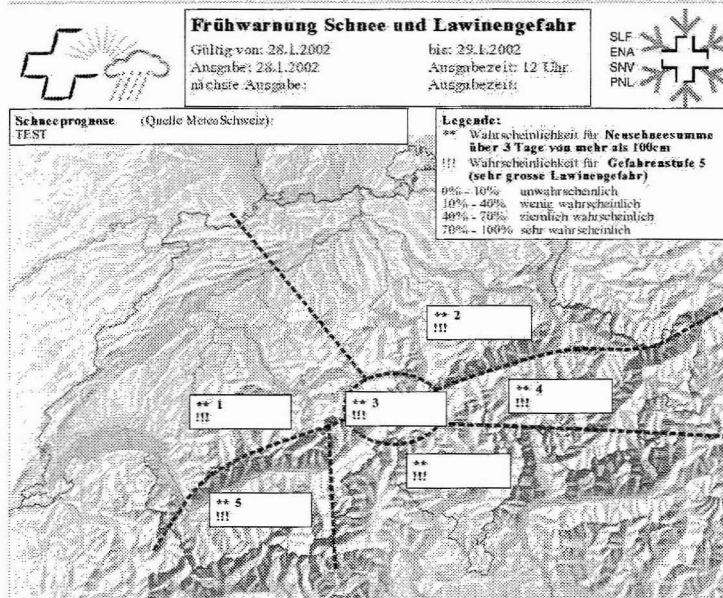 Frühwarnung Schnee und Lawinengefahr
Gültig von: 28.1.2002
bis: 29.1.2002
Ausgabe: 28.1.2002
Ausgabezeit: 12 Uhr
nächste Ausgabe:
Ausgabezeit:
SLF
ENA
SNV
PNL
Schneeprognose (Quelle MeteoSchweiz):
TEST
Legende:
** Wahrscheinlichkeit für Neuschneesumme
über 3 Tage von mehr als 100cm
!!! Wahrscheinlichkeit für Gefahrenstufe 5
(sehr grosse Lawinengefahr)
0% - 10% unwahrscheinlich
10% - 40% wenig wahrscheinlich
40% - 70% ziemlich wahrscheinlich
70% - 100% sehr wahrscheinlich
** 2
!!!
** 4
!!!
** 1
!!!
** 3
!!!
**
!!!
** 5
!!!